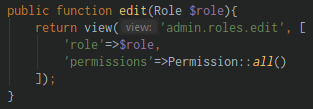 public function edit(Role $role){
    return view( view: 'admin.roles.edit', [
        'role'=>$role,
        'permissions'=>Permission::all()
    ]);
}